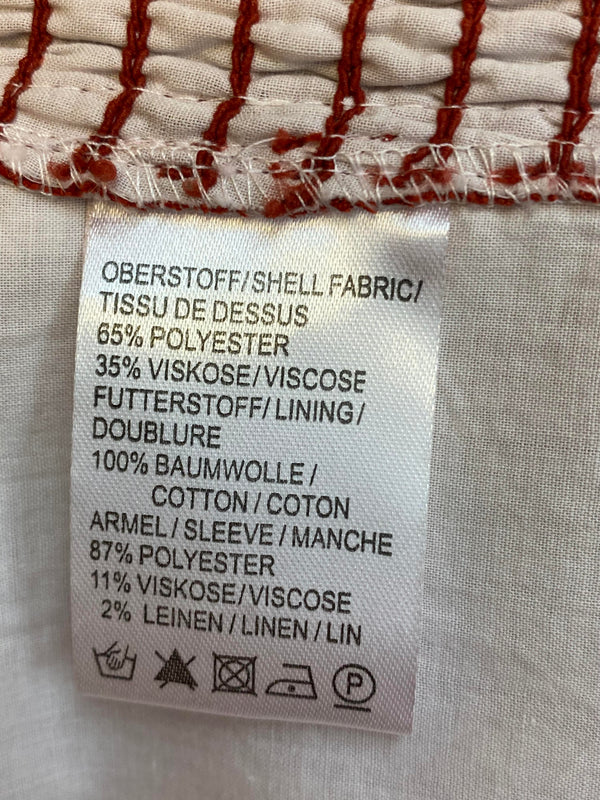 OBERSTOFF/SHELL FABRIC/
TISSU DE DESSUS
65% POLYESTER
35% VISKOSE/VISCOSE
FUTTERSTOFF/LINING/
DOUBLURE
100% BAUMWOLLE/
COTTON/COTON
ARMEL/SLEEVE/MANCHE
87% POLYESTER
11% VISKOSE/VISCOSE
2% LEINEN/LINEN/LIN
P